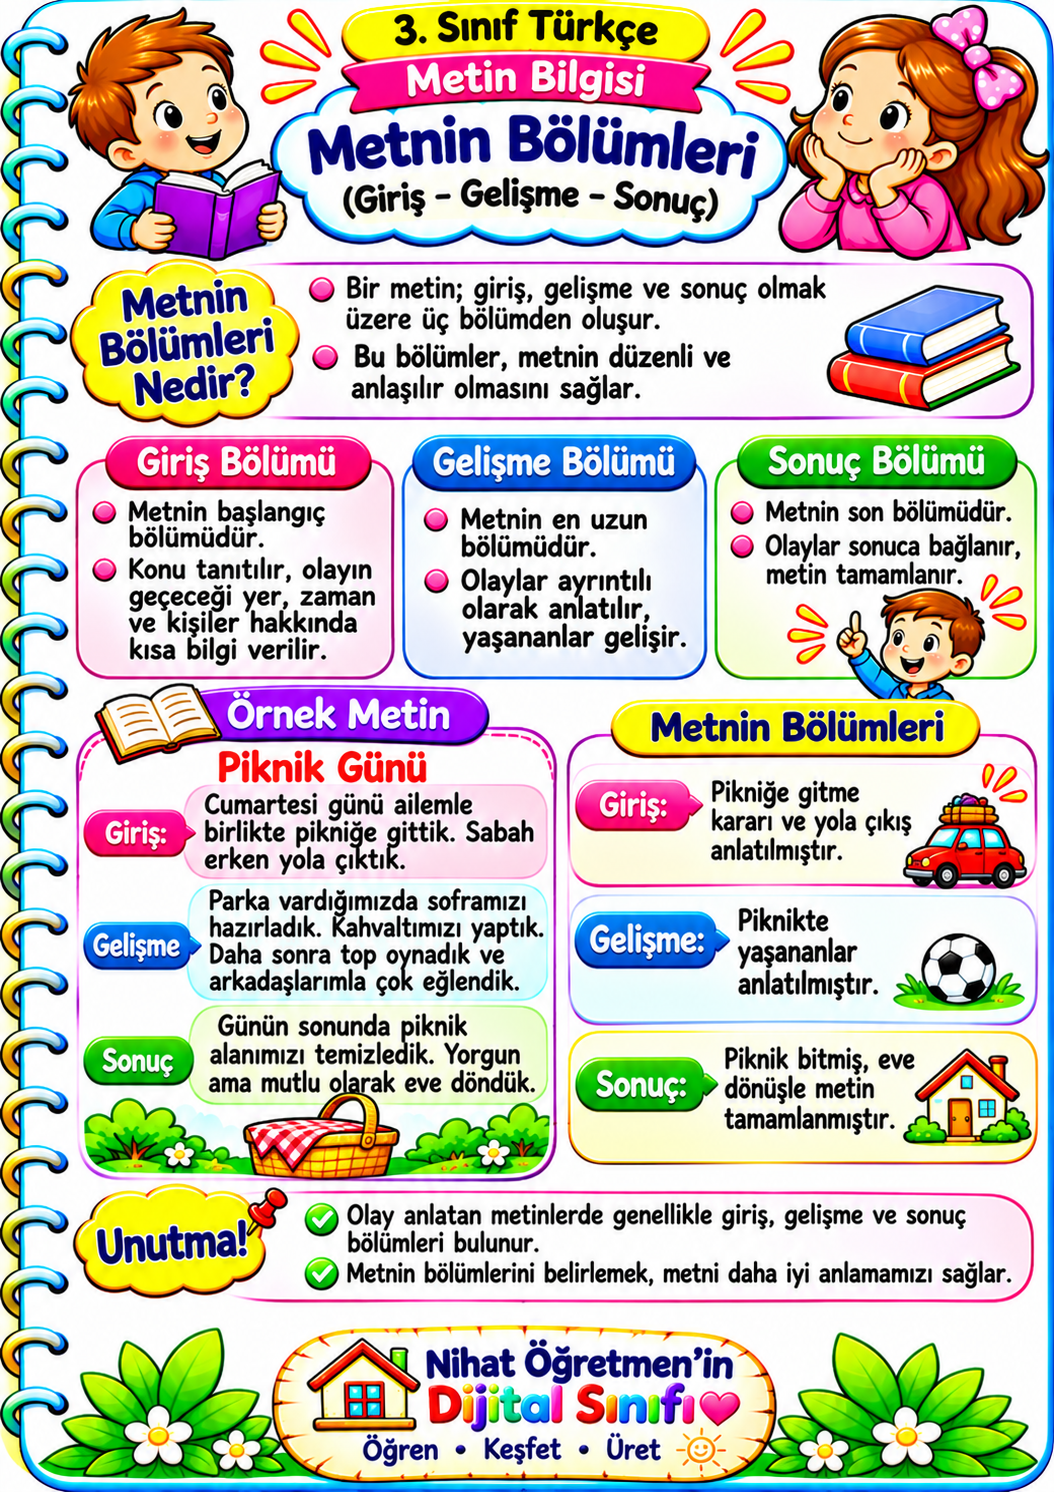 3. Sınıf Türkçe
Metin Bilgisi
Metnin Bölümleri
(Giriş - Gelişme - Sonuç)
Metnin
Bölümleri
Nedir?
Bir metin; giriş, gelişme ve sonuç olmak
üzere üç bölümden oluşur.
Bu bölümler, metnin düzenli ve
anlaşılır olmasını sağlar.
Giriş Bölümü
Metnin başlangıç
bölümüdür.
Konu tanıtılır, olayın
geçeceği yer, zaman
ve kişiler hakkında
kısa bilgi verilir.
Gelişme Bölümü
Metnin en uzun
bölümüdür.
Olaylar ayrıntılı
olarak anlatılır,
yaşananlar gelişir.
Sonuç Bölümü
Metnin son bölümüdür.
Olaylar sonuca bağlanır,
metin tamamlanır.
Örnek Metin
Piknik Günü
Giriş:
Cumartesi günü ailemle
birlikte pikniğe gittik. Sabah
erken yola çıktık.
Gelişme
Parka vardığımızda soframızı
hazırladık. Kahvaltımızı yaptık.
Daha sonra top oynadık ve
arkadaşlarımla çok eğlendik.
Sonuç
Günün sonunda piknik
alanımızı temizledik. Yorgun
ama mutlu olarak eve döndük.
Metnin Bölümleri
Giriş:
Pikniğe gitme
kararı ve yola çıkış
anlatılmıştır.
Gelişme:
Piknikte
yaşananlar
anlatılmıştır.
Sonuç:
Piknik bitmiş, eve
dönüşle metin
tamamlanmıştır.
Unutma!
Olay anlatan metinlerde genellikle giriş, gelişme ve sonuç
bölümleri bulunur.
Metnin bölümlerini belirlemek, metni daha iyi anlamamızı sağlar.
Nihat Öğretmen'in
Dijital Sınıfı
Öğren • Keşfet • Üret